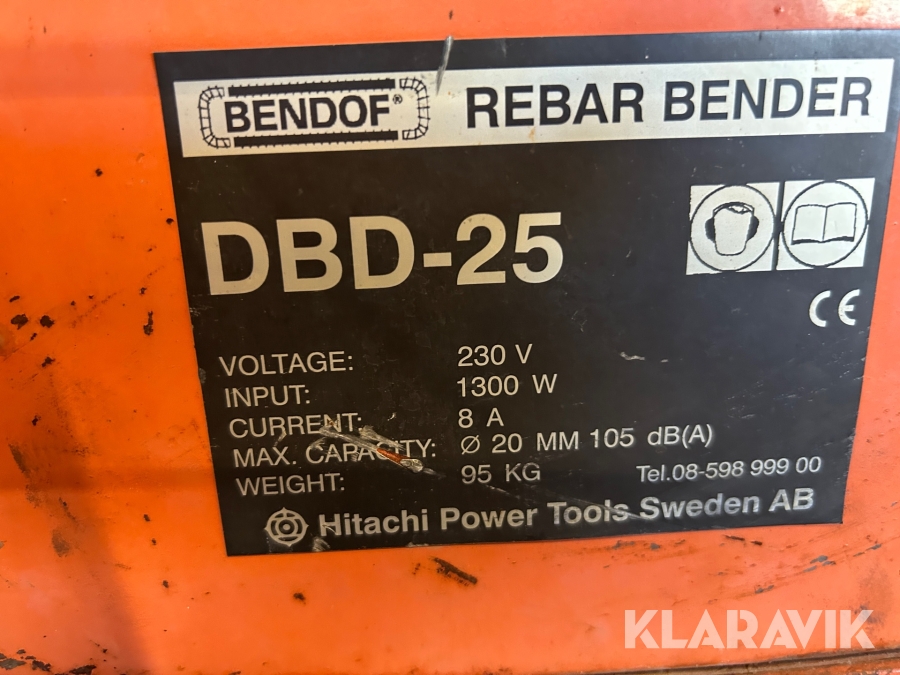 BENDOF® REBAR BENDER
DBD-25
CE
VOLTAGE: 230 V
INPUT: 1300 W
CURRENT: 8 A
MAX. CAPACITY: Ø 20 MM 105 dB(A)
WEIGHT: 95 KG Tel.08-598 999 00
Hitachi Power Tools Sweden AB
KLARAVIK